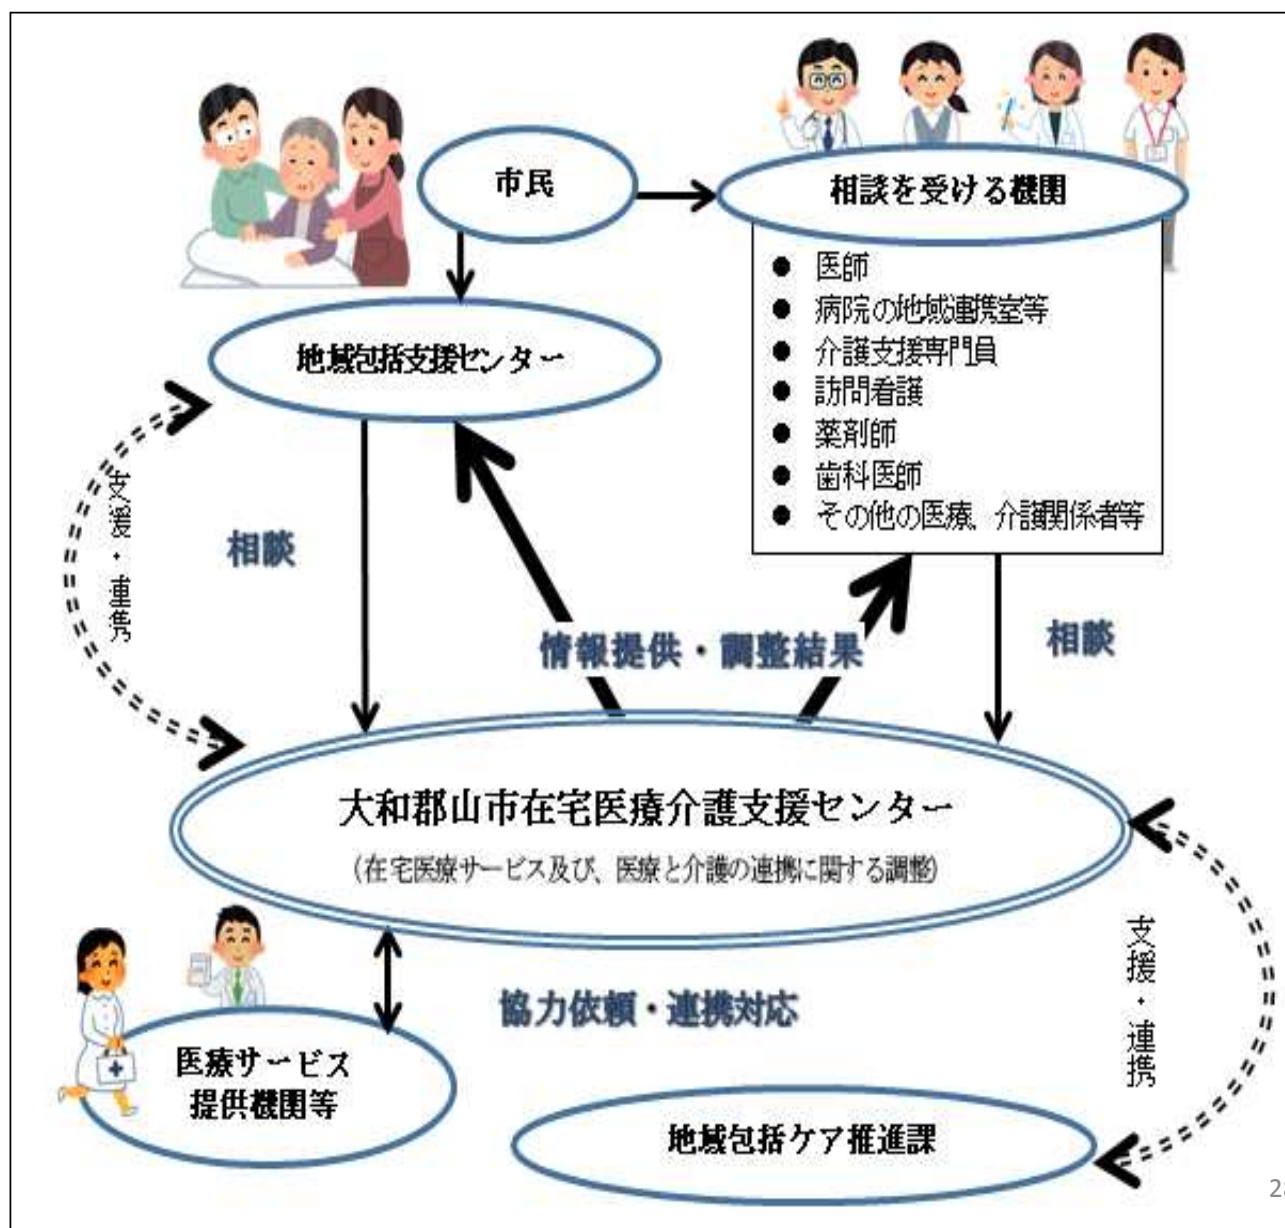 市民
相談を受ける機関
● 医師
● 病院の地域連携室等
● 介護支援専門員
● 訪問看護
● 薬剤師
● 歯科医師
● その他の医療、介護関係者等
地域包括支援センター
支援・連携
相談
情報提供・調整結果
相談
大和郡山市在宅医療介護支援センター
(在宅医療サービス及び、医療と介護の連携に関する調整)
支援・連携
協力依頼・連携対応
医療サービス
提供機関等
地域包括ケア推進課